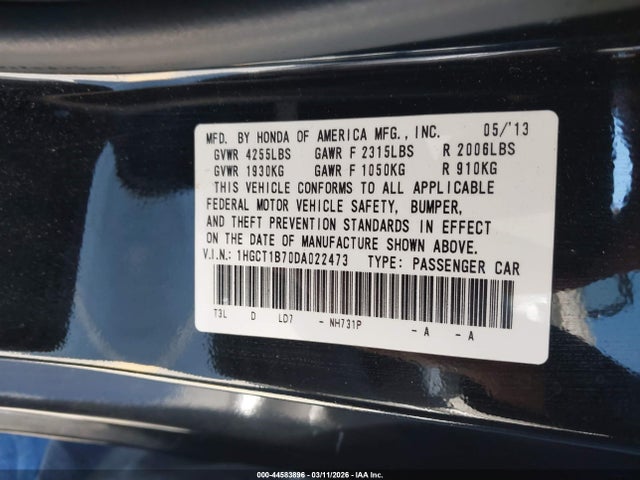 MFD. BY HONDA OF AMERICA MFG., INC. 05/'13
GVWR 4255LBS GAWR F 2315LBS R 2006LBS
GVWR 1930KG GAWR F 1050KG R 910KG
THIS VEHICLE CONFORMS TO ALL APPLICABLE
FEDERAL MOTOR VEHICLE SAFETY, BUMPER,
AND THEFT PREVENTION STANDARDS IN EFFECT
ON THE DATE OF MANUFACTURE SHOWN ABOVE.
V.I.N.: 1HGCT1B70DA022473 TYPE: PASSENGER CAR
T3L D LD7 - NH731P - A - A
000-44583896 - 03/11/2026 - IAA Inc.